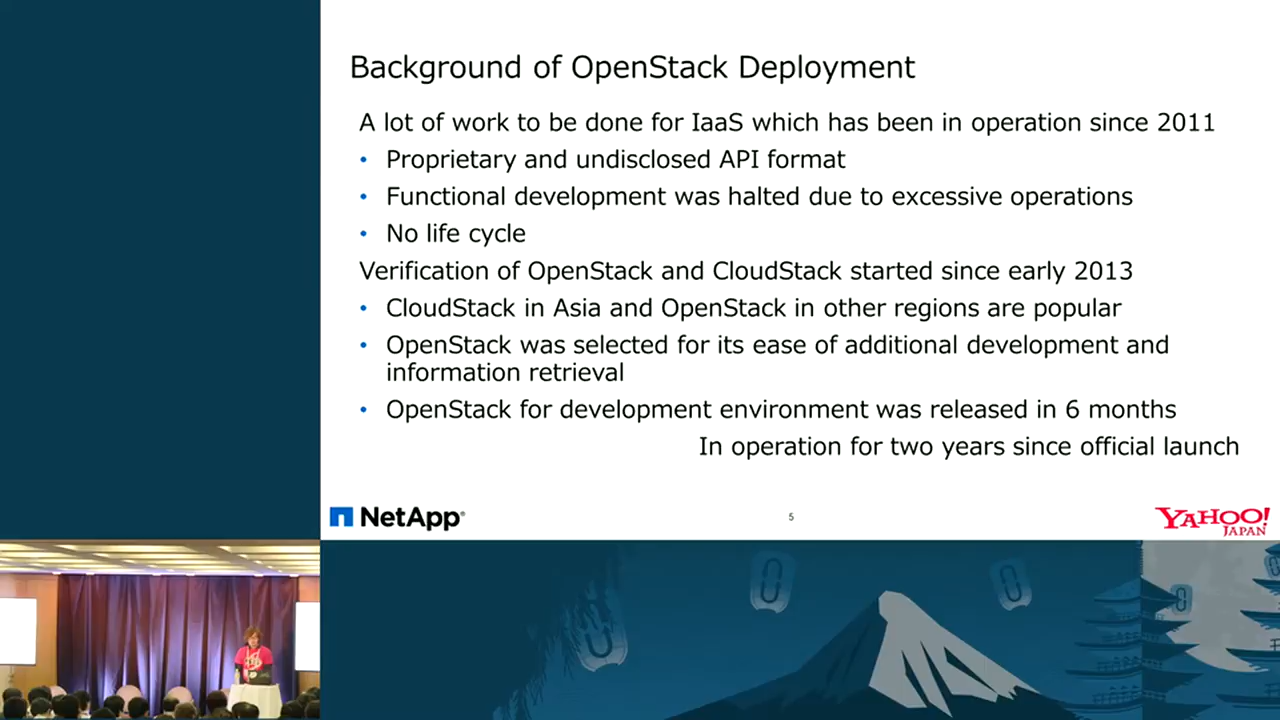 Background of OpenStack Deployment
A lot of work to be done for IaaS which has been in operation since 2011
• Proprietary and undisclosed API format
• Functional development was halted due to excessive operations
• No life cycle
Verification of OpenStack and CloudStack started since early 2013
• CloudStack in Asia and OpenStack in other regions are popular
• OpenStack was selected for its ease of additional development and
information retrieval
• OpenStack for development environment was released in 6 months
In operation for two years since official launch
NetApp®
5
YAHOO!
JAPAN